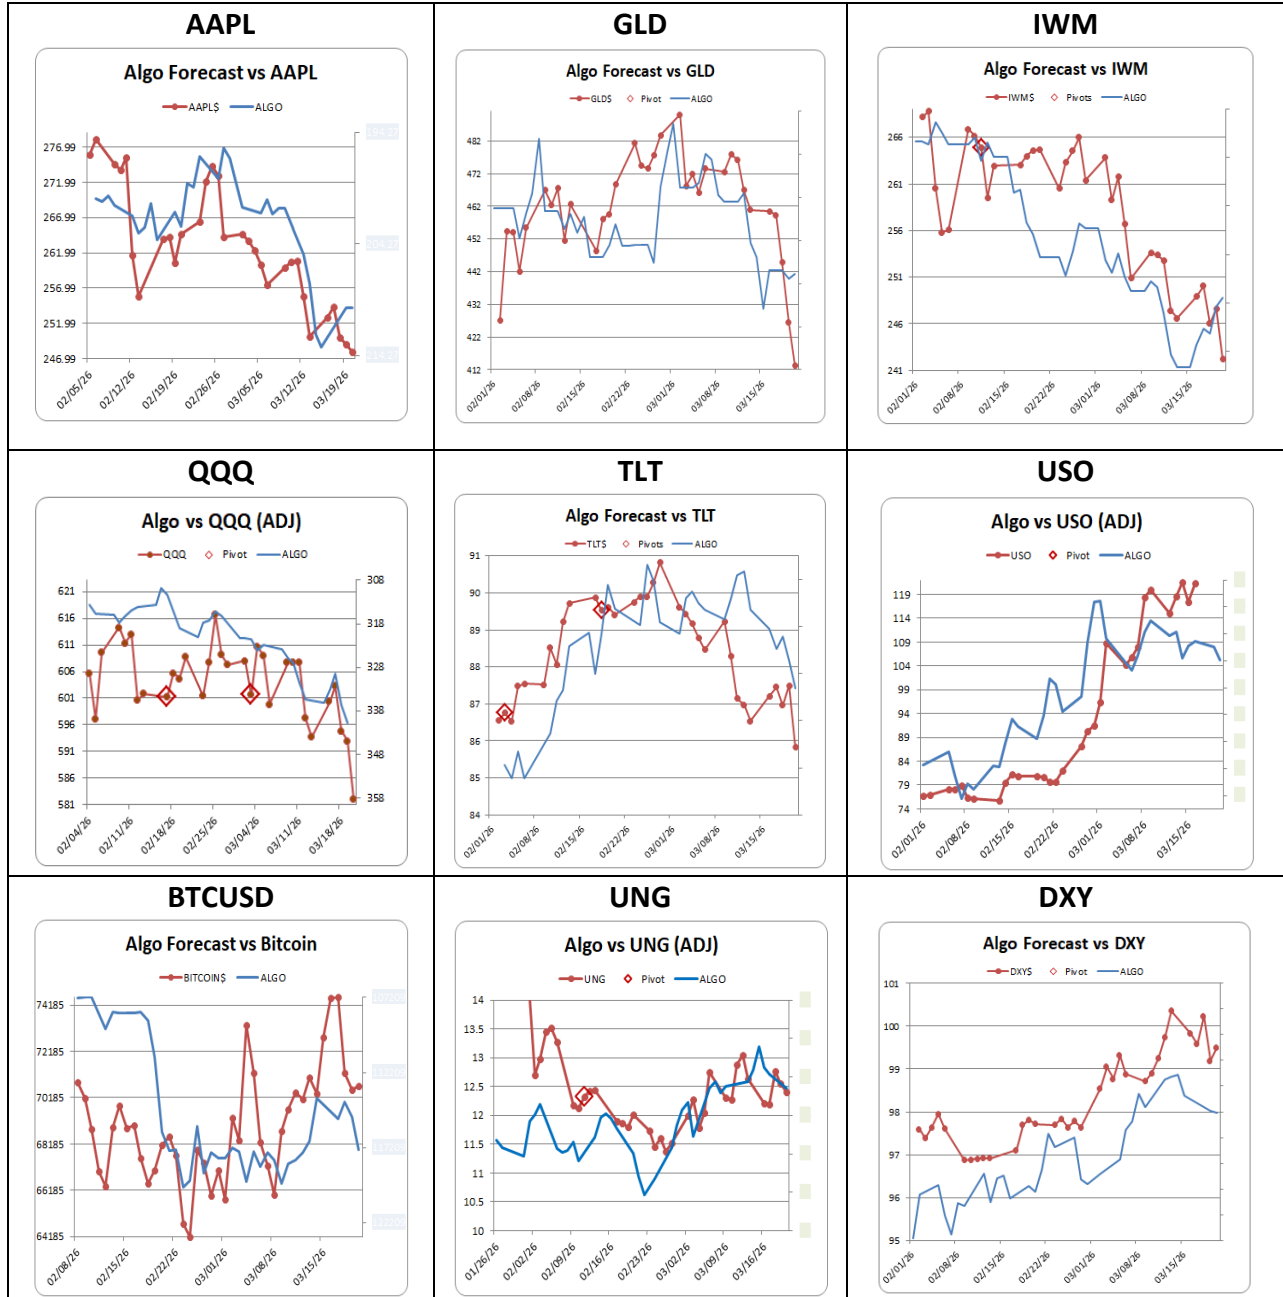 AAPL
Algo Forecast vs AAPL
AAPL$ ALGO
276.99
271.99
266.99
261.99
256.99
251.99
246.99
194.27
204.27
214.27
02/05/26 02/12/26 02/19/26 02/26/26 03/05/26 03/12/26 03/19/26
GLD
Algo Forecast vs GLD
GLD$ Pivot ALGO
482
472
462
452
442
432
422
412
02/01/26 02/08/26 02/15/26 02/22/26 03/01/26 03/08/26 03/15/26
IWM
Algo Forecast vs IWM
IWM$ Pivots ALGO
266
261
256
251
246
241
02/01/26 02/08/26 02/15/26 02/22/26 03/01/26 03/08/26 03/15/26
QQQ
Algo vs QQQ (ADJ)
QQQ Pivot ALGO
621
616
611
606
601
596
591
586
581
308
318
328
338
348
358
02/04/26 02/11/26 02/18/26 02/25/26 03/04/26 03/11/26 03/18/26
TLT
Algo Forecast vs TLT
TLT$ Pivots ALGO
91
90
89
88
87
86
85
84
02/01/26 02/08/26 02/15/26 02/22/26 03/01/26 03/08/26 03/15/26
USO
Algo vs USO (ADJ)
USO Pivot ALGO
119
114
109
104
99
94
89
84
79
74
02/01/26 02/08/26 02/15/26 02/22/26 03/01/26 03/08/26 03/15/26
BTCUSD
Algo Forecast vs Bitcoin
BITCOIN$ ALGO
74185
72185
70185
68185
66185
64185
107209
112209
117209
122209
02/08/26 02/15/26 02/22/26 03/01/26 03/08/26 03/15/26
UNG
Algo vs UNG (ADJ)
UNG Pivot ALGO
14
13.5
13
12.5
12
11.5
11
10.5
10
01/26/26 02/02/26 02/09/26 02/16/26 02/23/26 03/02/26 03/09/26 03/16/26
DXY
Algo Forecast vs DXY
DXY$ Pivot ALGO
101
100
99
98
97
96
95
02/01/26 02/08/26 02/15/26 02/22/26 03/01/26 03/08/26 03/15/26